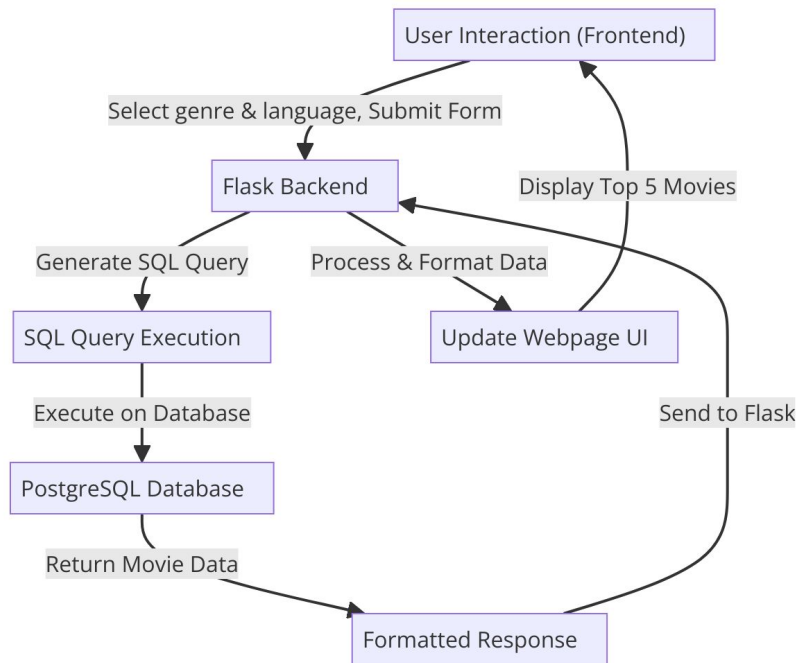 User Interaction (Frontend)
Select genre & language, Submit Form
Flask Backend
Display Top 5 Movies
Generate SQL Query
Process & Format Data
SQL Query Execution
Update Webpage UI
Execute on Database
Send to Flask
PostgreSQL Database
Return Movie Data
Formatted Response